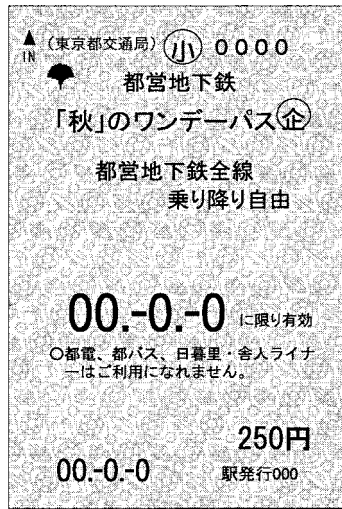 (東京都交通局) 小 0000
IN
都営地下鉄
「秋」のワンデーパス企
都営地下鉄全線
乗り降り自由
00.-0.-0 に限り有効
○都電、都バス、日暮里・舎人ライナ
ーはご利用になれません。
250円
00.-0.-0 駅発行000